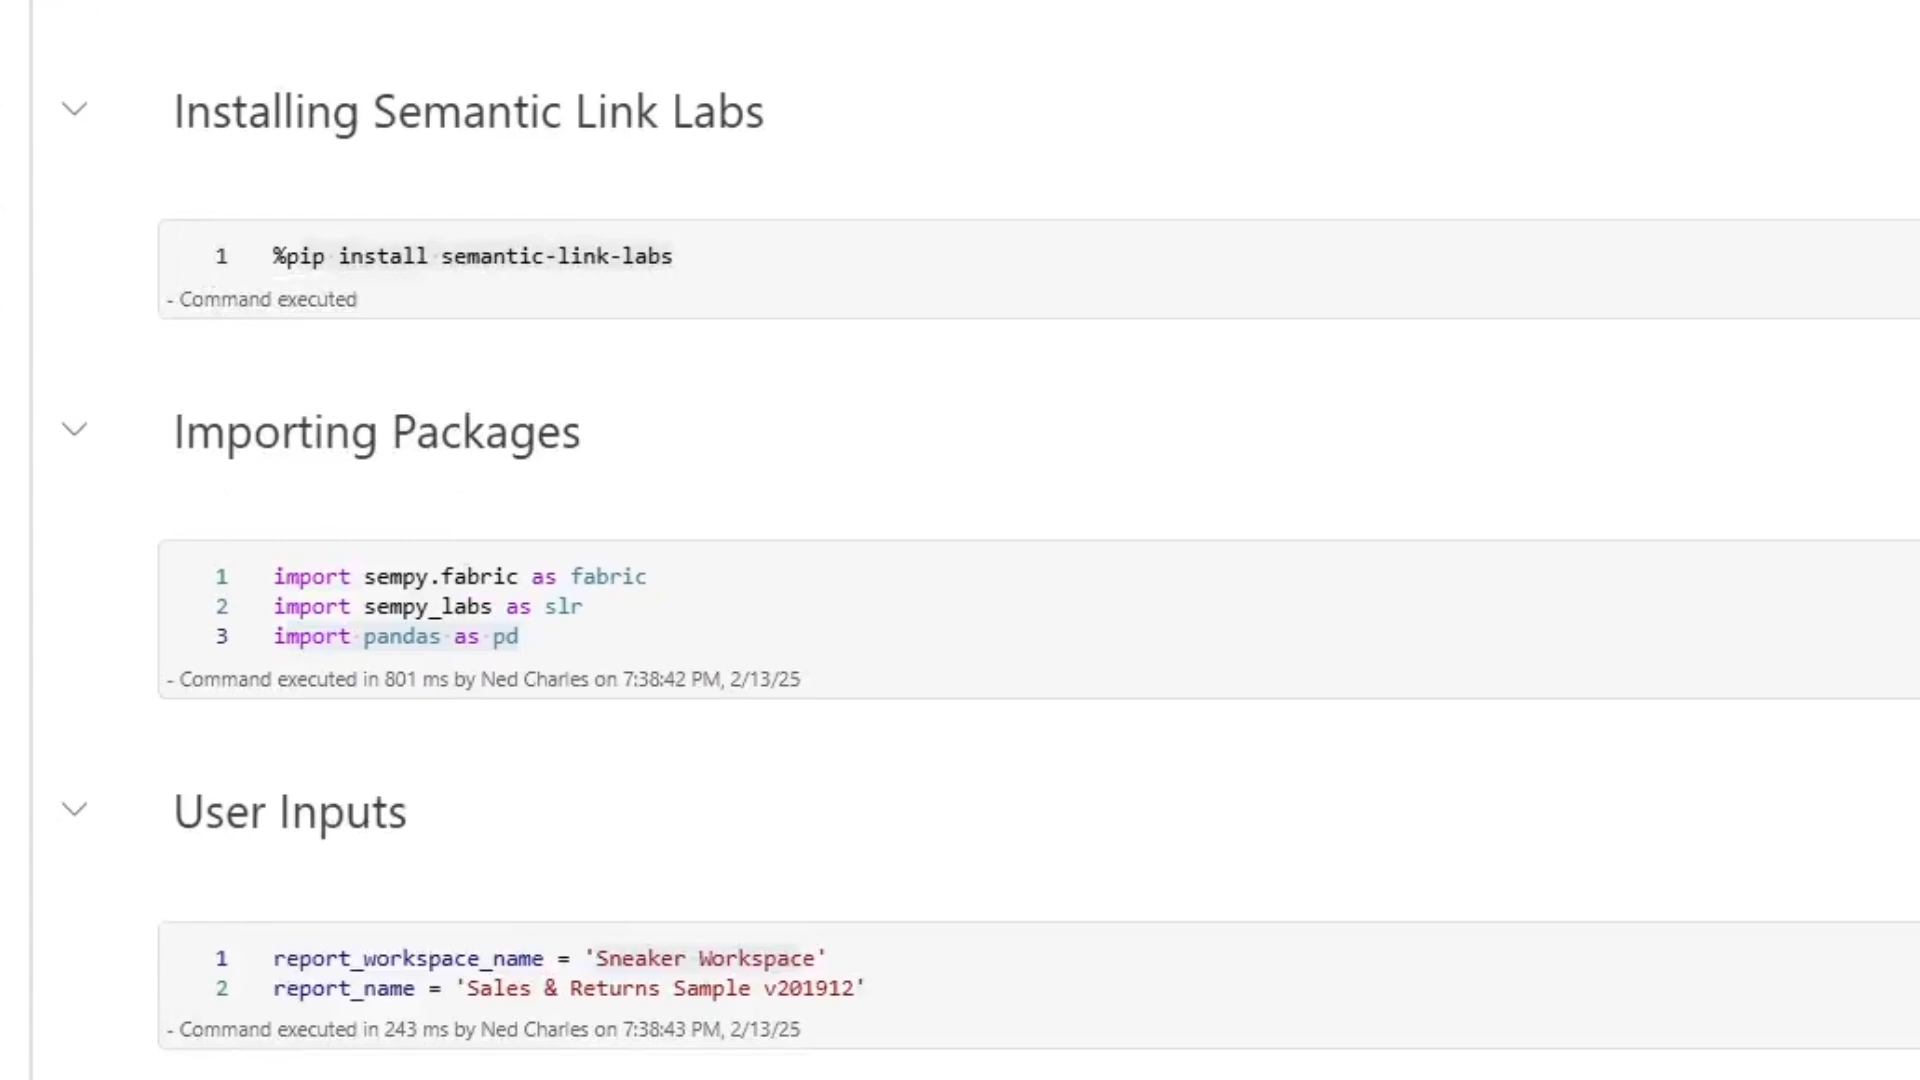 Installing Semantic Link Labs
1 %pip install semantic-link-labs
- Command executed
Importing Packages
1 import sempy.fabric as fabric
2 import sempy_labs as slr
3 import pandas as pd
- Command executed in 801 ms by Ned Charles on 7:38:42 PM, 2/13/25
User Inputs
1 report_workspace_name = 'Sneaker Workspace'
2 report_name = 'Sales & Returns Sample v201912'
- Command executed in 243 ms by Ned Charles on 7:38:43 PM, 2/13/25